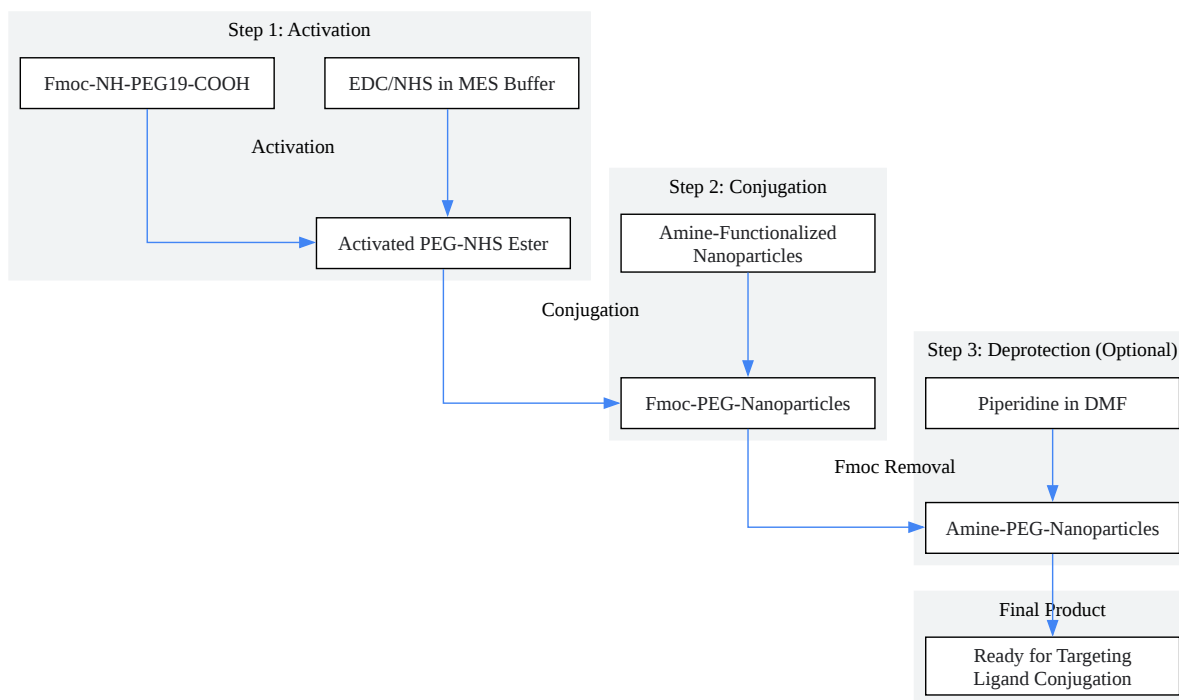 Step 1: Activation
Fmoc-NH-PEG19-COOH
EDC/NHS in MES Buffer
Activation
Activated PEG-NHS Ester
Step 2: Conjugation
Amine-Functionalized
Nanoparticles
Conjugation
Fmoc-PEG-Nanoparticles
Step 3: Deprotection (Optional)
Piperidine in DMF
Fmoc Removal
Amine-PEG-Nanoparticles
Final Product
Ready for Targeting
Ligand Conjugation